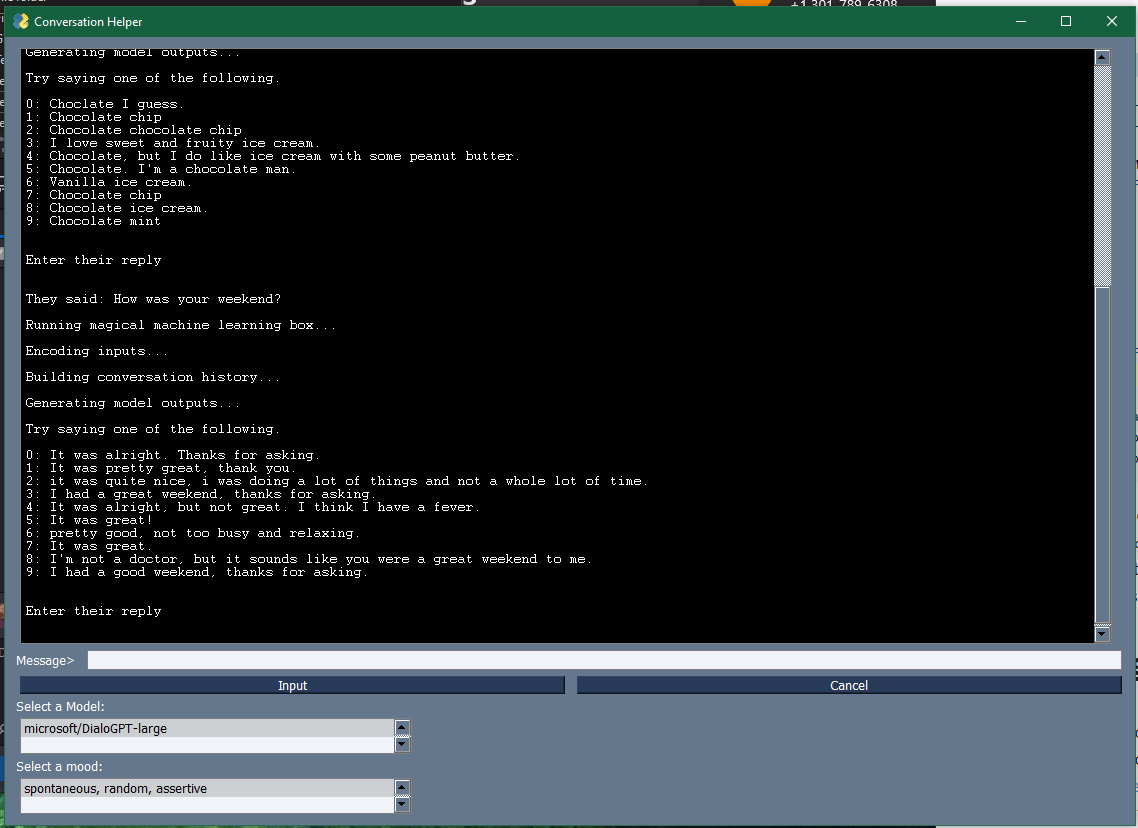 +1 301-789-6308
Conversation Helper
Generating model outputs...
Try saying one of the following.
0: Choclate I guess.
1: Chocolate chip
2: Chocolate chocolate chip
3: I love sweet and fruity ice cream.
4: Chocolate, but I do like ice cream with some peanut butter.
5: Chocolate. I'm a chocolate man.
6: Vanilla ice cream.
7: Chocolate chip
8: Chocolate ice cream.
9: Chocolate mint
Enter their reply
They said: How was your weekend?
Running magical machine learning box...
Encoding inputs...
Building conversation history...
Generating model outputs...
Try saying one of the following.
0: It was alright. Thanks for asking.
1: It was pretty great, thank you.
2: it was quite nice, i was doing a lot of things and not a whole lot of time.
3: I had a great weekend, thanks for asking.
4: It was alright, but not great. I think I have a fever.
5: It was great!
6: pretty good, not too busy and relaxing.
7: It was great.
8: I'm not a doctor, but it sounds like you were a great weekend to me.
9: I had a good weekend, thanks for asking.
Enter their reply
Message>
Input Cancel
Select a Model:
microsoft/DialoGPT-large
Select a mood:
spontaneous, random, assertive